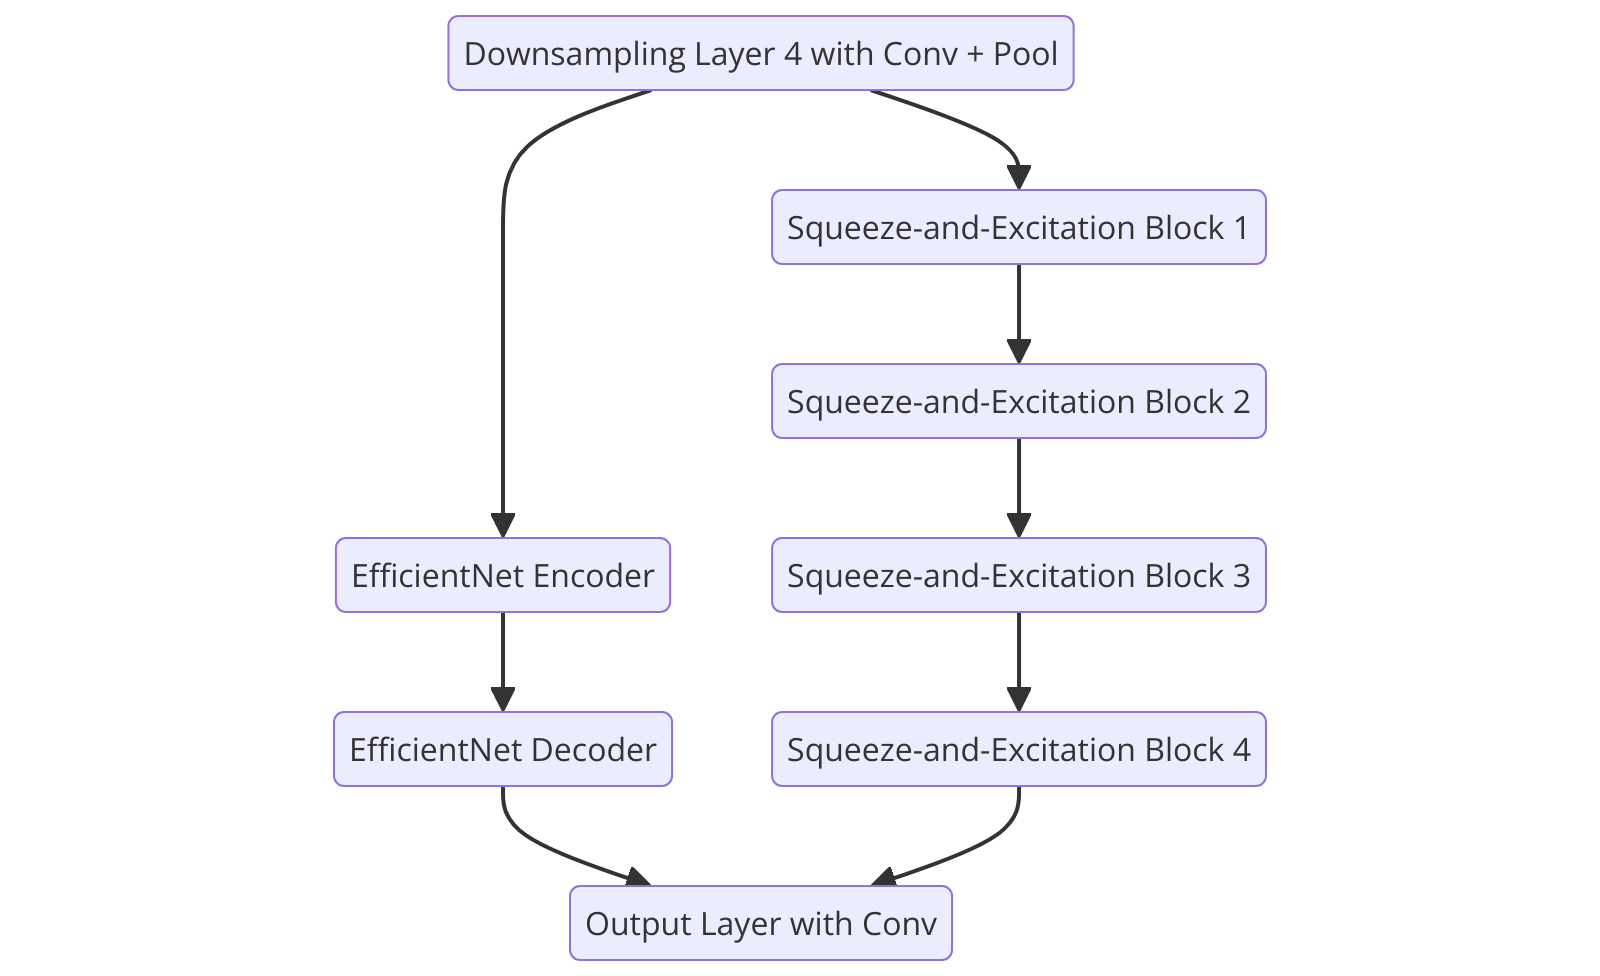 Downsampling Layer 4 with Conv + Pool
Squeeze-and-Excitation Block 1
Squeeze-and-Excitation Block 2
EfficientNet Encoder
Squeeze-and-Excitation Block 3
EfficientNet Decoder
Squeeze-and-Excitation Block 4
Output Layer with Conv